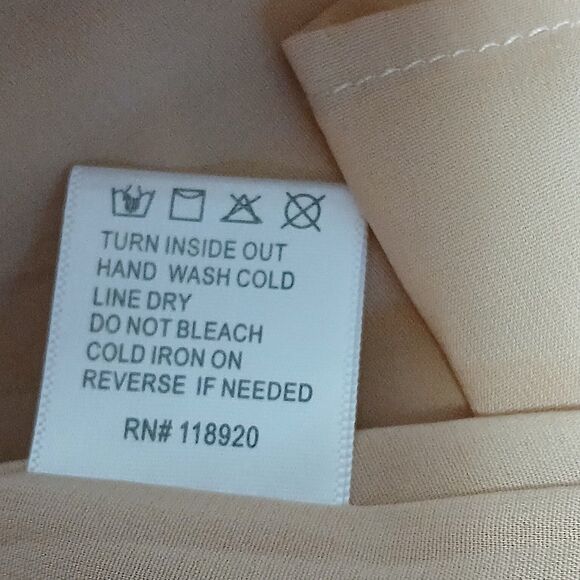 TURN INSIDE OUT
HAND WASH COLD
LINE DRY
DO NOT BLEACH
COLD IRON ON
REVERSE IF NEEDED
RN# 118920